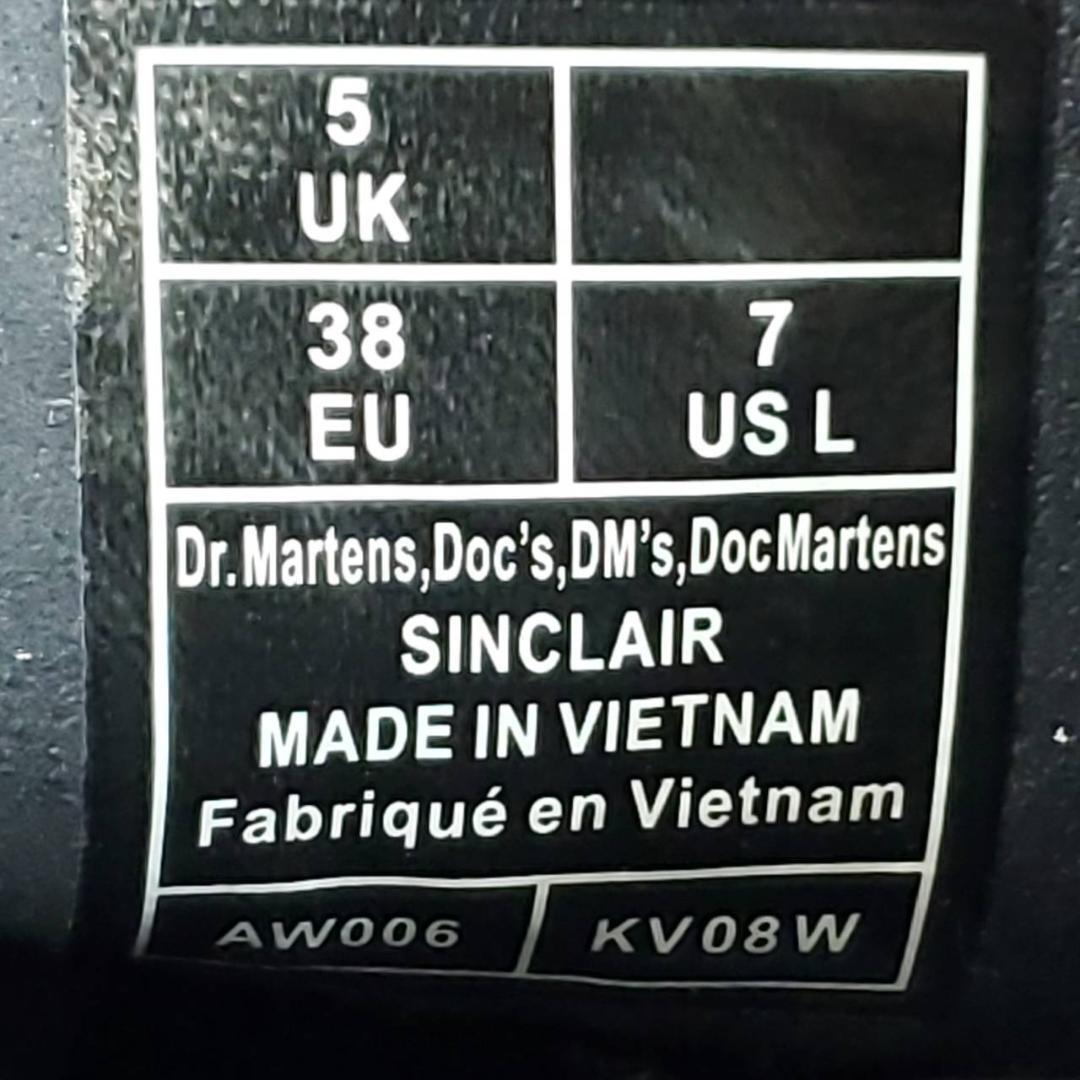 5
UK
38
EU
7
US L
Dr.Martens,Doc's,DM's,DocMartens
SINCLAIR
MADE IN VIETNAM
Fabriqué en Vietnam
AW006
KV08W